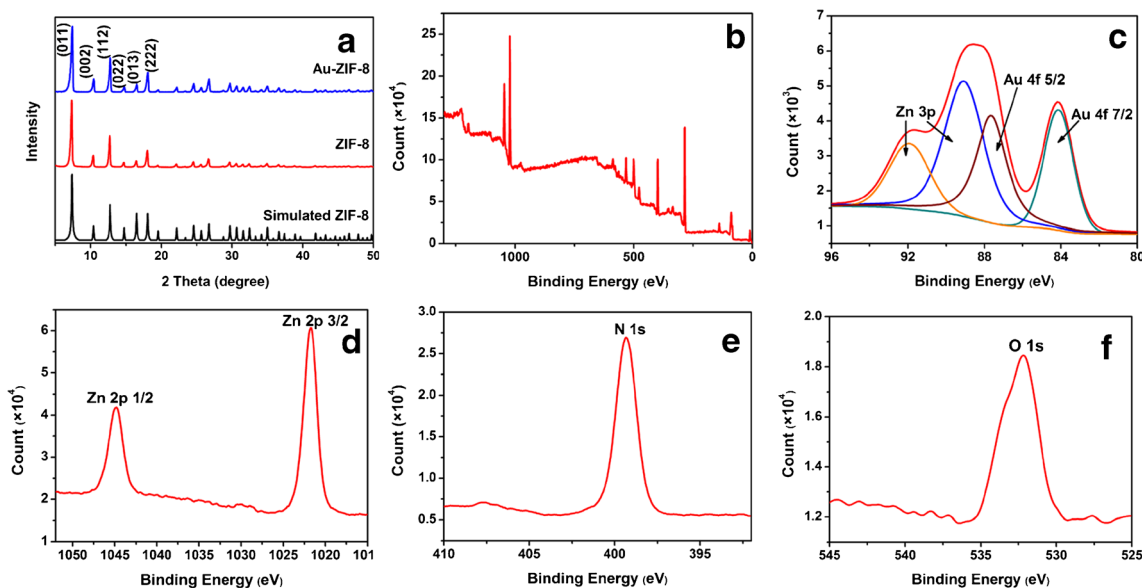 a
(011)
(002)
(112)
(022)
(013)
(222)
Au-ZIF-8
ZIF-8
Simulated ZIF-8
Intensity
10 20 30 40 50
2 Theta (degree)
b
25
20
15
10
5
0
Count (×10⁴)
1000 500 0
Binding Energy (eV)
c
7
6
5
4
3
2
1
Count (×10³)
Zn 3p
Au 4f 5/2
Au 4f 7/2
96 92 88 84 80
Binding Energy (eV)
d
6
5
4
3
2
1
Count (×10⁴)
Zn 2p 1/2
Zn 2p 3/2
1050 1045 1040 1035 1030 1025 1020 1015 101
Binding Energy (eV)
e
3.0
2.5
2.0
1.5
1.0
0.5
Count (×10⁴)
N 1s
410 405 400 395
Binding Energy (eV)
f
2.0
1.8
1.6
1.4
1.2
Count (×10⁴)
O 1s
545 540 535 530 525
Binding Energy (eV)